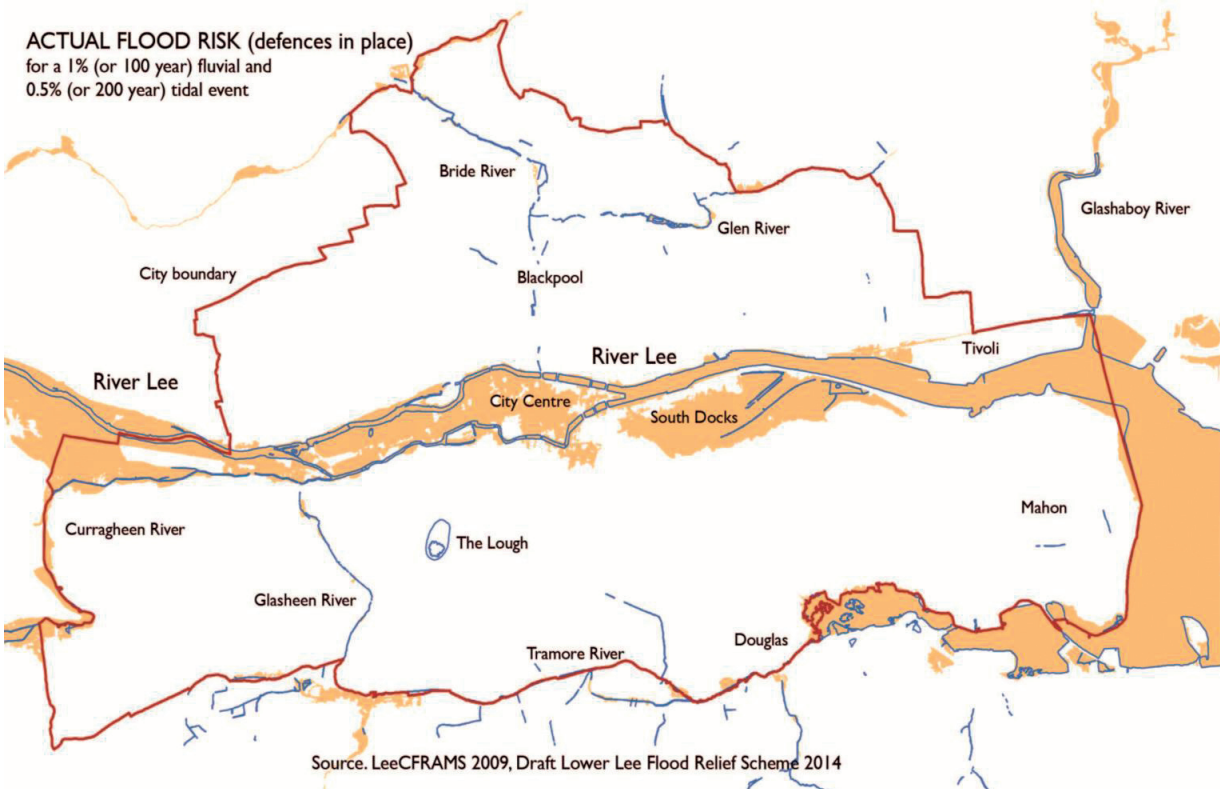 ACTUAL FLOOD RISK (defences in place)
for a 1% (or 100 year) fluvial and
0.5% (or 200 year) tidal event
Bride River
Glen River
Glashaboy River
City boundary
Blackpool
Tivoli
River Lee
River Lee
City Centre
South Docks
Mahon
Curragheen River
The Lough
Glasheen River
Douglas
Tramore River
Source. LeeCFRAMS 2009, Draft Lower Lee Flood Relief Scheme 2014